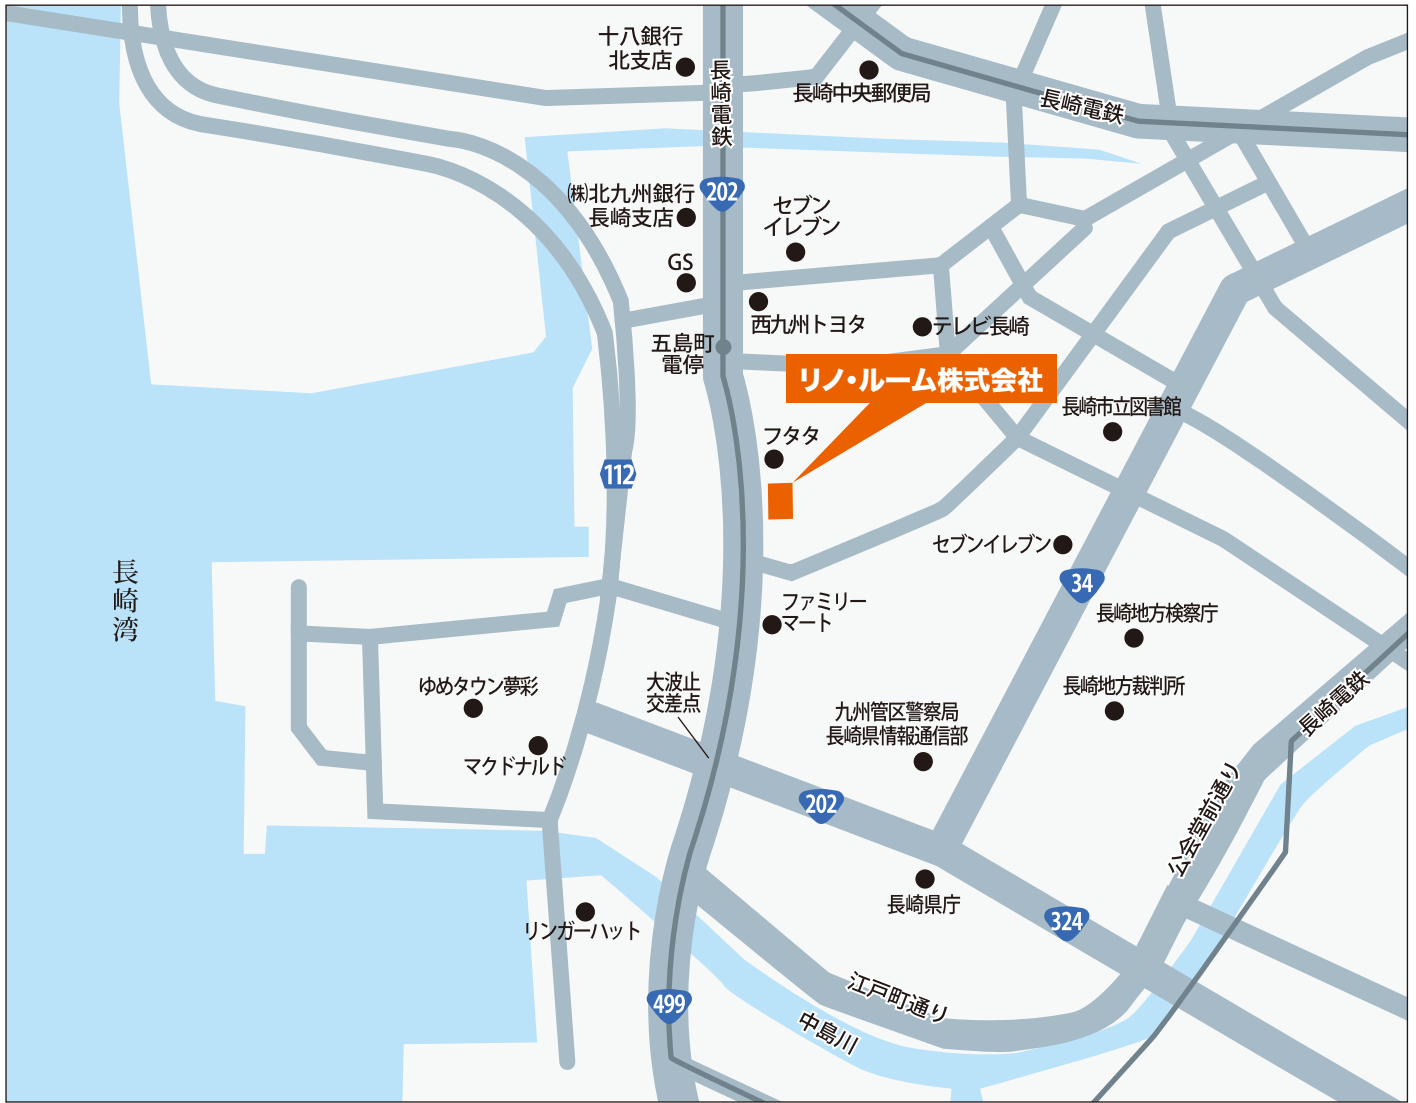 十八銀行
北支店
長崎電鉄
長崎中央郵便局
長崎電鉄
㈱北九州銀行
長崎支店
202
セブン
イレブン
GS
西九州トヨタ
テレビ長崎
五島町
電停
リノ・ルーム株式会社
長崎市立図書館
フタタ
112
セブンイレブン
34
長崎湾
ファミリー
マート
長崎地方検察庁
ゆめタウン夢彩
大波止
交差点
長崎地方裁判所
長崎電鉄
九州管区警察局
長崎県情報通信部
マクドナルド
202
公会堂前通り
長崎県庁
324
リンガーハット
499
江戸町通り
中島川